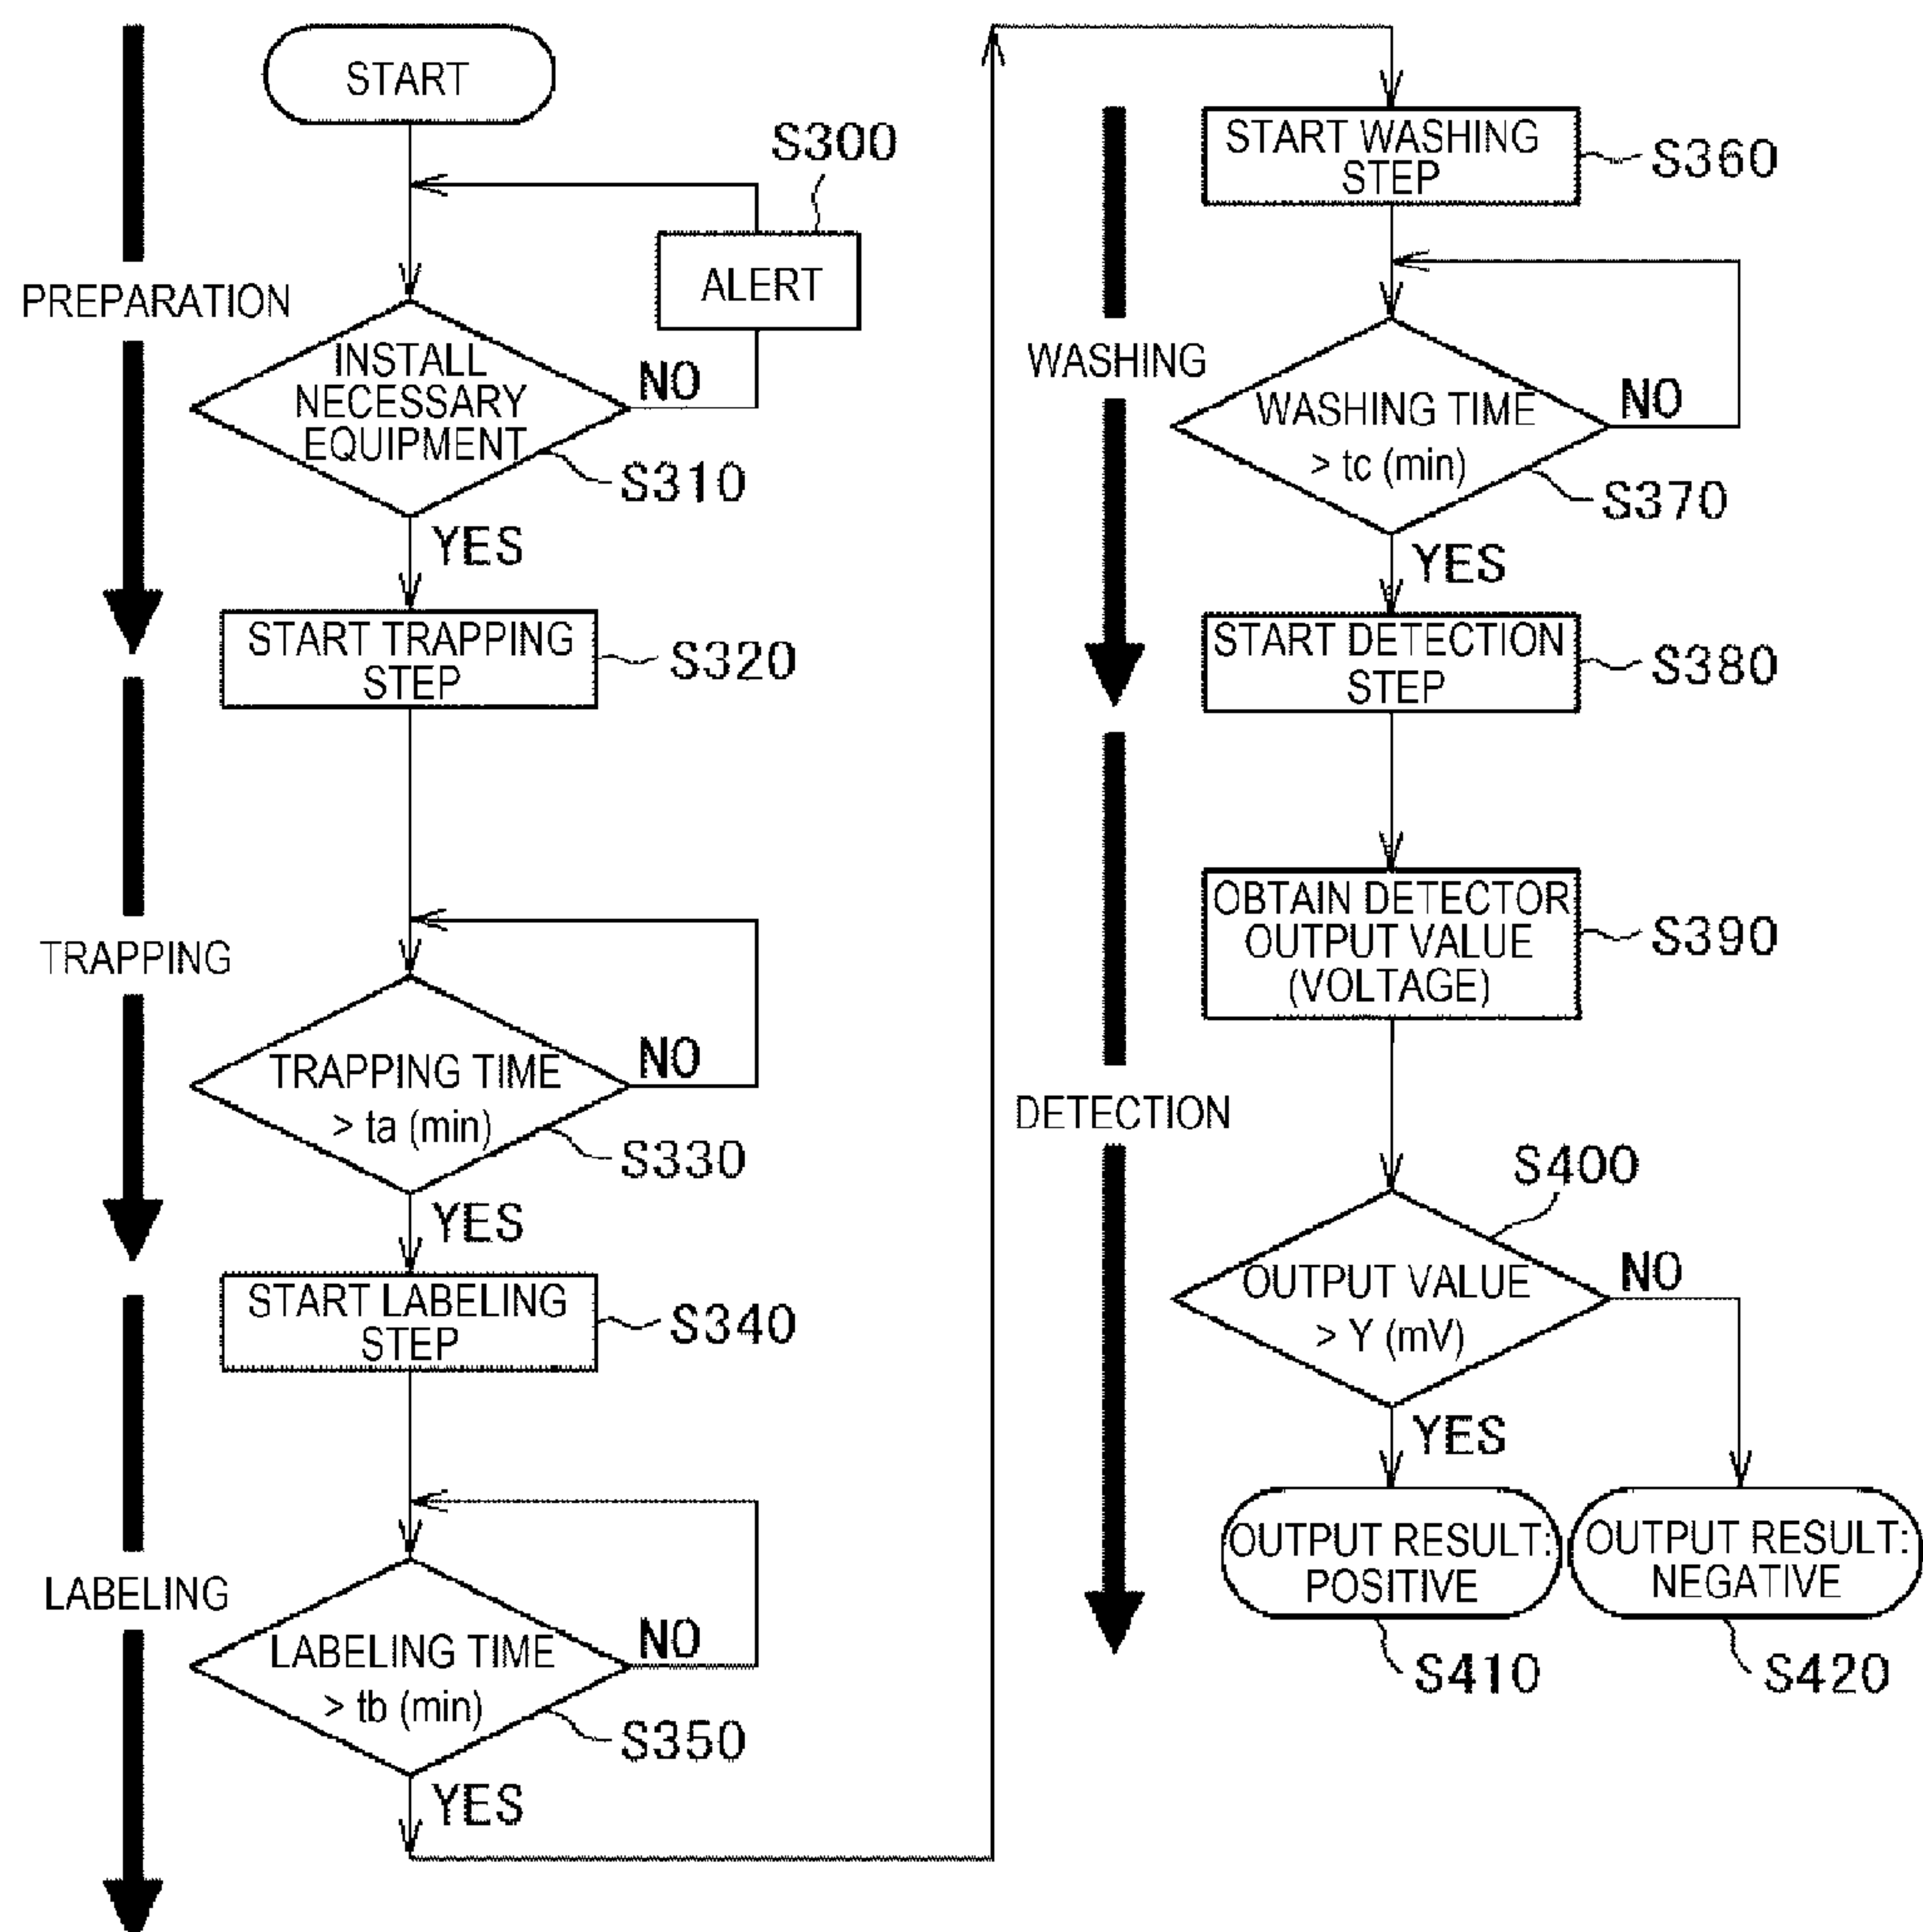 START
S300
ALERT
PREPARATION
INSTALL
NECESSARY
EQUIPMENT
NO
S310
YES
START TRAPPING
STEP
S320
TRAPPING
TRAPPING TIME
> ta (min)
NO
S330
YES
START LABELING
STEP
S340
LABELING
LABELING TIME
> tb (min)
NO
S350
YES
START WASHING
STEP
S360
WASHING
WASHING TIME
> tc (min)
NO
S370
YES
START DETECTION
STEP
S380
OBTAIN DETECTOR
OUTPUT VALUE
(VOLTAGE)
S390
DETECTION
S400
OUTPUT VALUE
> Y (mV)
NO
YES
OUTPUT RESULT:
POSITIVE
OUTPUT RESULT:
NEGATIVE
S410
S420